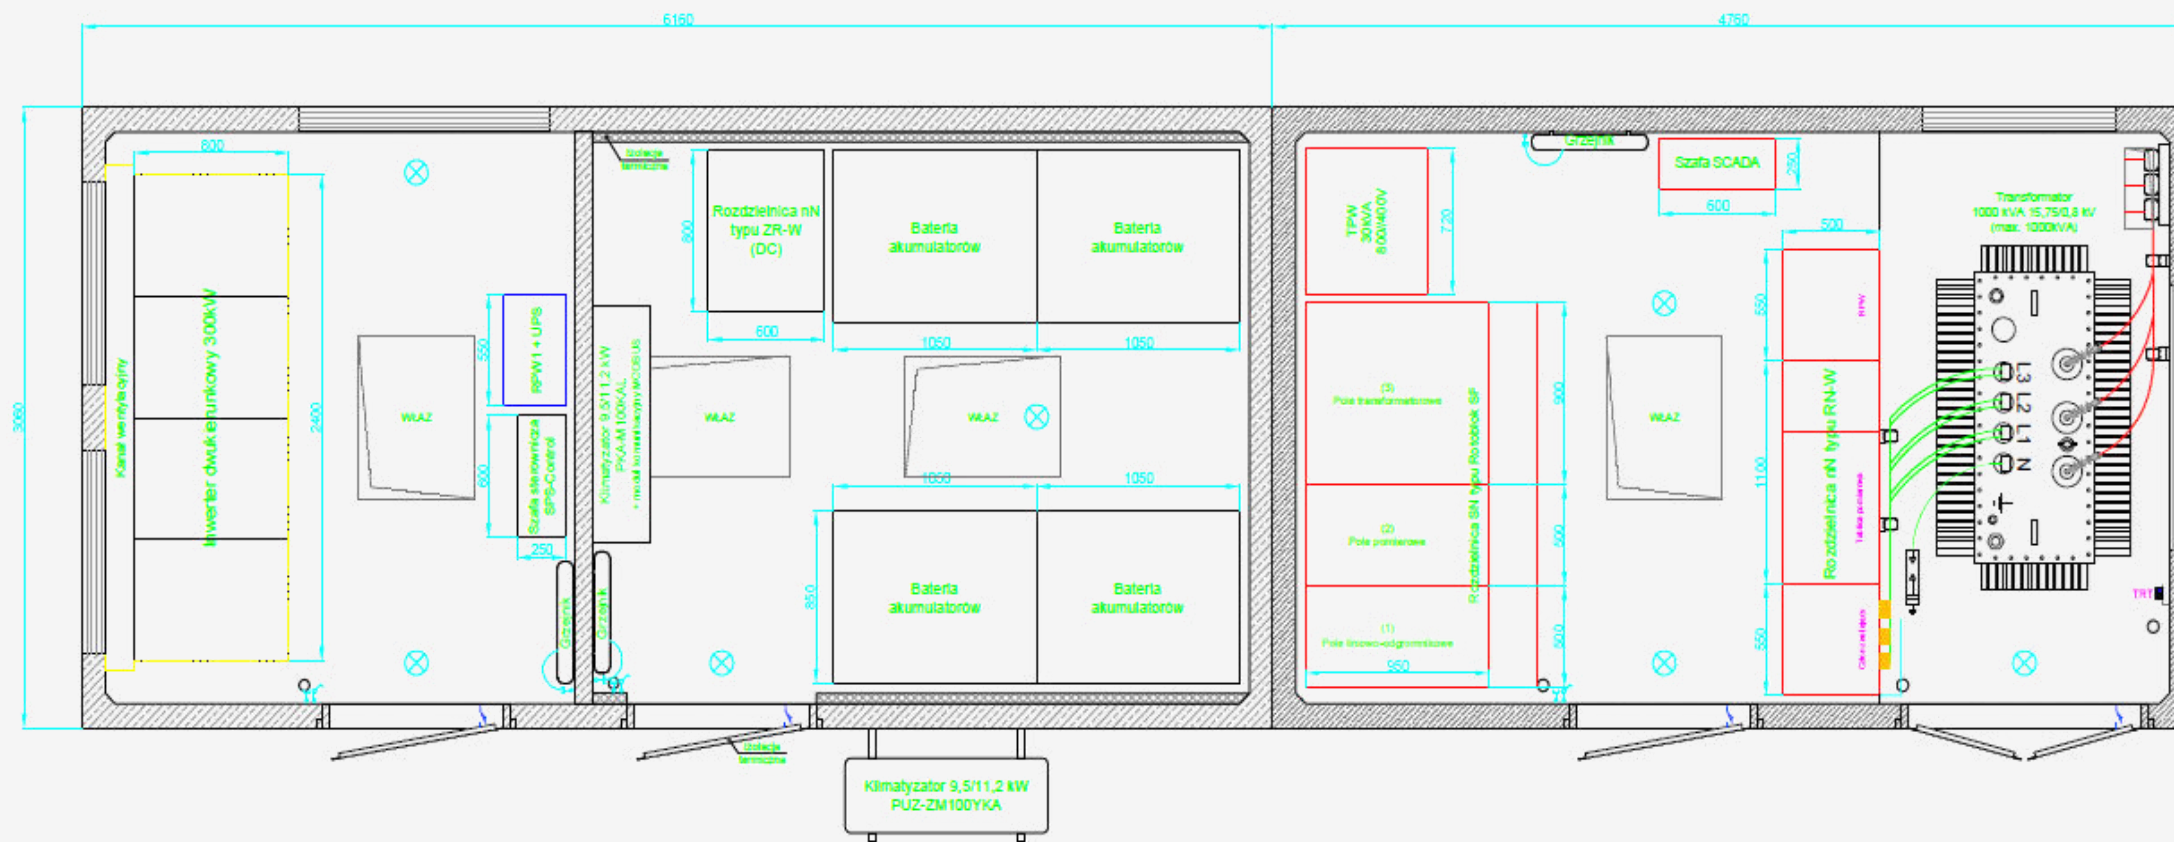 6160
4760
3060
800
2400
Kanał wentylacyjny
Inwerter dwukierunkowy 300kW
WŁAZ
550
RPW1 + UPS
600
Szafa sterownicza
SPS-Control
250
Grzejnik
Grzejnik
Izolacja
termiczna
Klimatyzator 9.5/11,2 kW
PKA-M100KAL
+ moduł komunikacyjny MODBUS
800
Rozdzielnica nN
typu ZR-W
(DC)
600
Bateria
akumulatorów
Bateria
akumulatorów
1050
1050
WŁAZ
WŁAZ
1050
1050
850
Bateria
akumulatorów
Bateria
akumulatorów
Izolacja
termiczna
Klimatyzator 9,5/11,2 kW
PUZ-ZM100YKA
TPW
30kVA
800//400V
720
Grzejnik
Szafa SCADA
250
600
(3)
Pole transformatorowe
900
(2)
Pole pomiarowe
500
(1)
Pole liniowo-odgromnikowe
500
950
Rozdzielnica SN typu Rotoblok SF
WŁAZ
500
550
RPW
1100
Rozdzielnica nN typu RN-W
550
Transformator
1000 kVA 15,75/0,8 kV
(max. 1000kVA)
L3
L2
L1
N
TRT